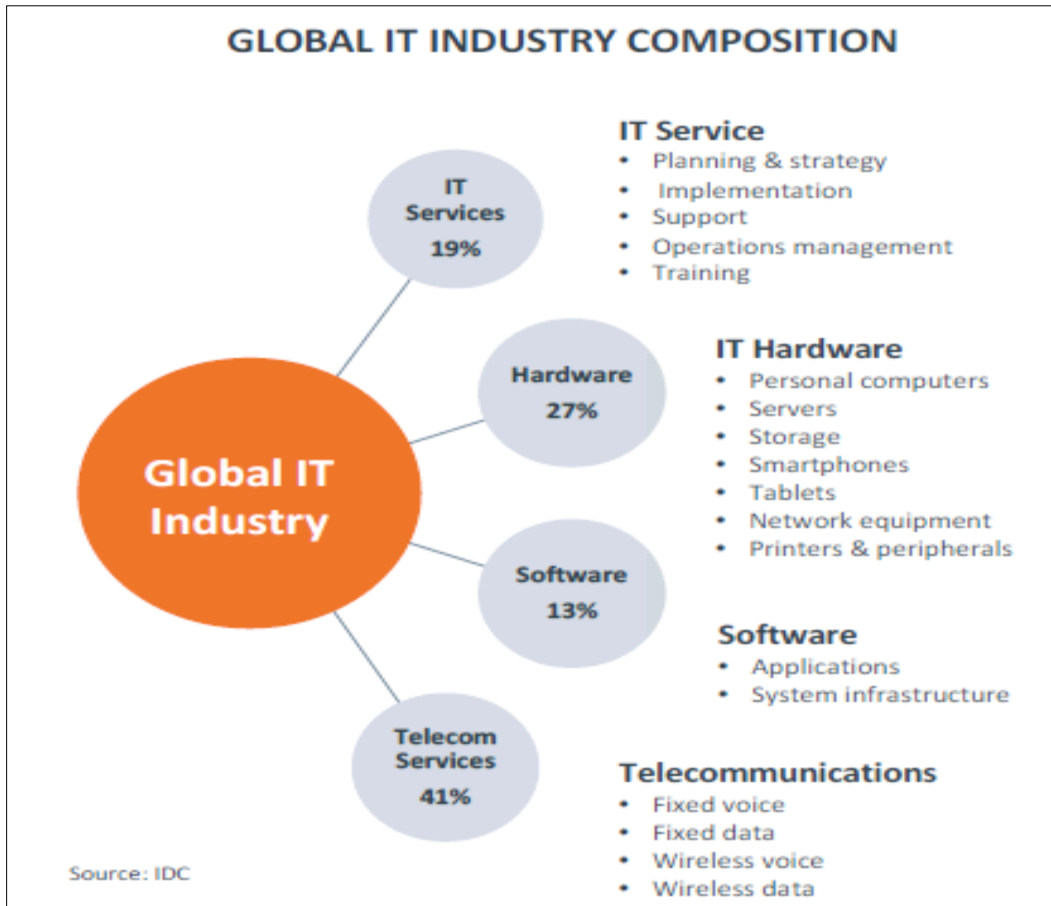 GLOBAL IT INDUSTRY COMPOSITION
IT
Services
19%
IT Service
• Planning & strategy
• Implementation
• Support
• Operations management
• Training
Hardware
27%
IT Hardware
• Personal computers
• Servers
• Storage
• Smartphones
• Tablets
• Network equipment
• Printers & peripherals
Global IT
Industry
Software
13%
Software
• Applications
• System infrastructure
Telecom
Services
41%
Telecommunications
• Fixed voice
• Fixed data
• Wireless voice
• Wireless data
Source: IDC